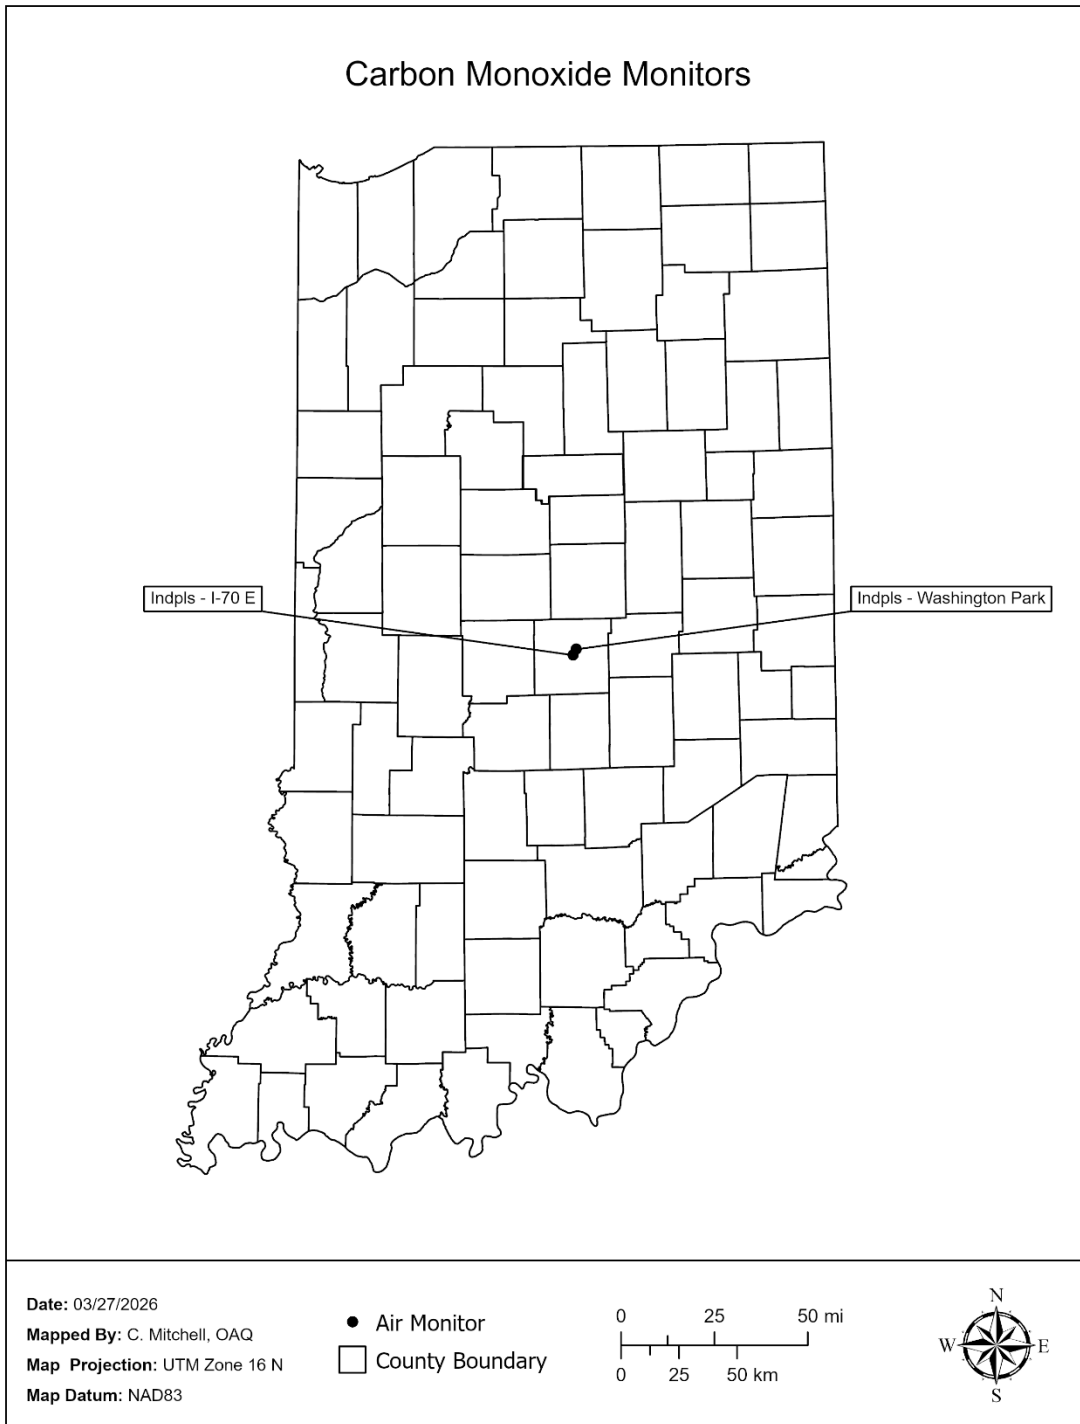 Carbon Monoxide Monitors
Indpls - I-70 E
Indpls - Washington Park
Date: 03/27/2026
Mapped By: C. Mitchell, OAQ
Map Projection: UTM Zone 16 N
Map Datum: NAD83
Air Monitor
County Boundary
0 25 50 mi
0 25 50 km
N
W E
S